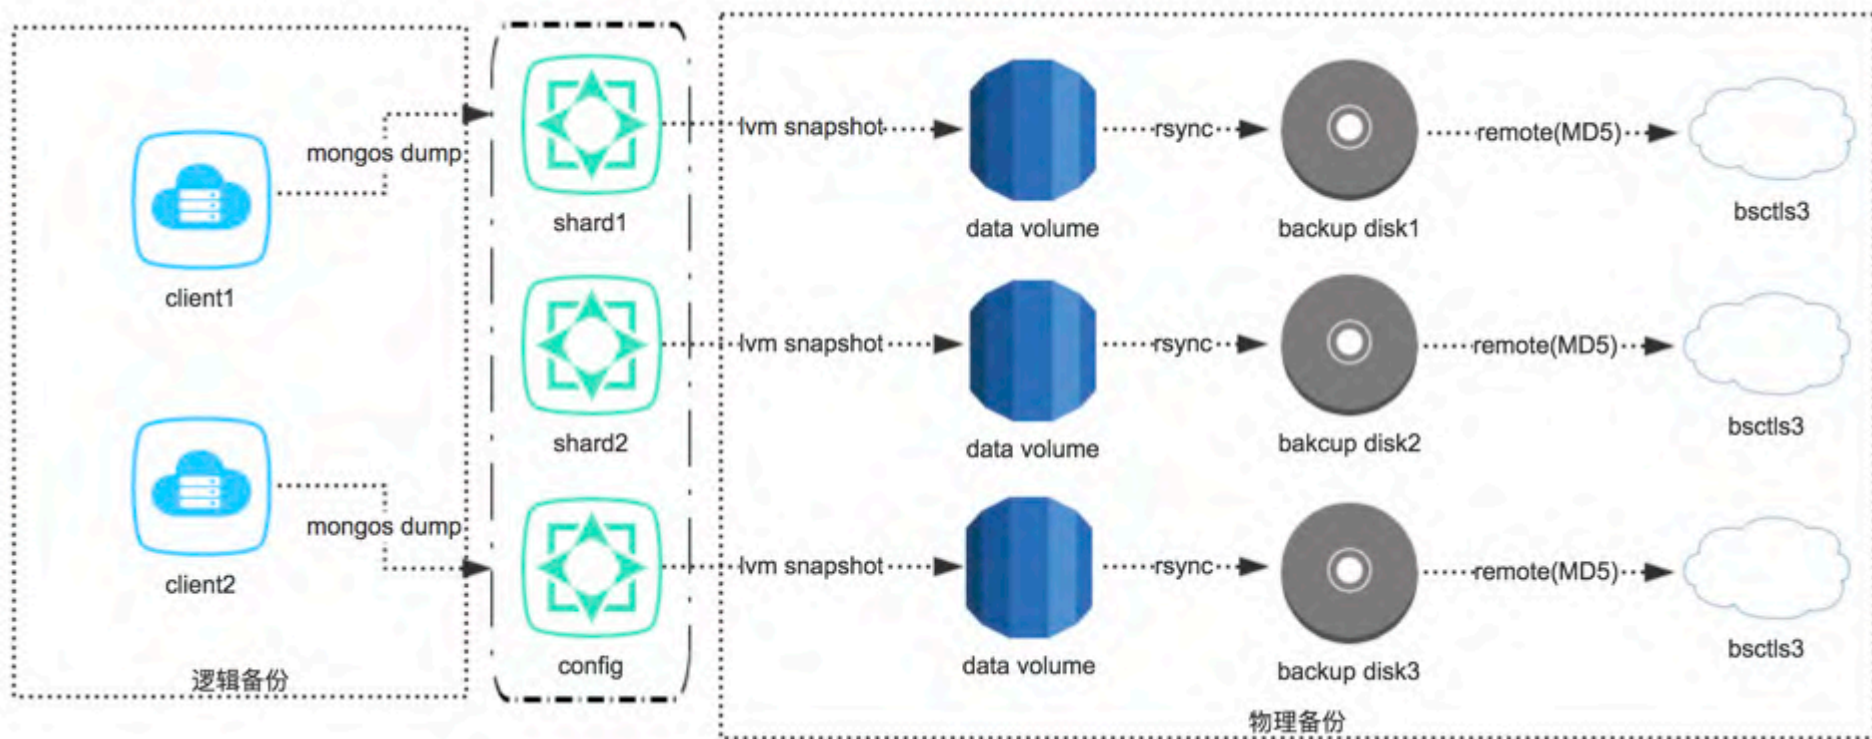 mongos dump
client1
mongos dump
client2
逻辑备份
shard1
shard2
config
lvm snapshot
data volume
rsync
backup disk1
remote(MD5)
bsctls3
lvm snapshot
data volume
rsync
bakcup disk2
remote(MD5)
bsctls3
lvm snapshot
data volume
rsync
backup disk3
remote(MD5)
bsctls3
物理备份